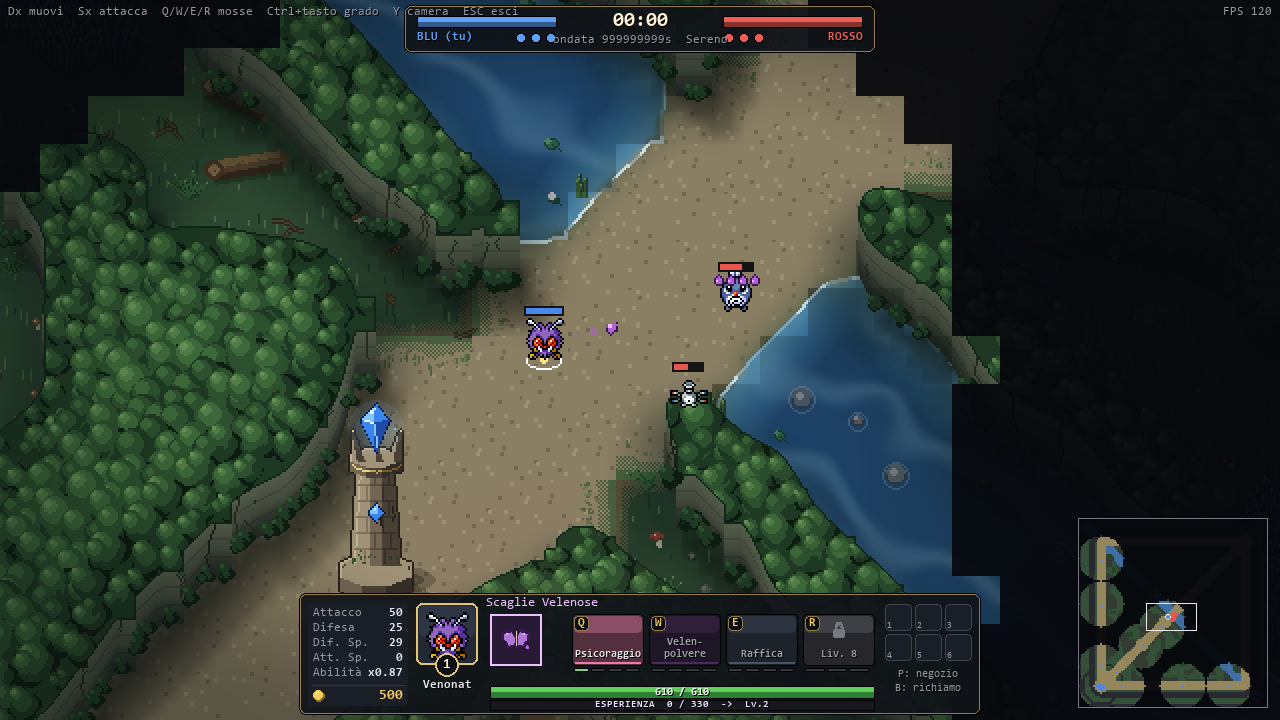 Dx muovi  Sx attacca  Q/W/E/R mosse  Ctrl+tasto grado  Y camera  ESC esci
FPS 120
00:00
BLU (tu)
ROSSO
ondata 999999999s  Sereno
Scaglie Velenose
Attacco 50
Difesa 25
Dif. Sp. 29
Att. Sp. 0
Abilità x0.87
500
1
Venonat
Q
Psicoraggio
W
Velen-
polvere
E
Raffica
R
Liv. 8
1 2 3
4 5 6
P: negozio
B: richiamo
610 / 610
ESPERIENZA  0 / 330  ->  Lv.2